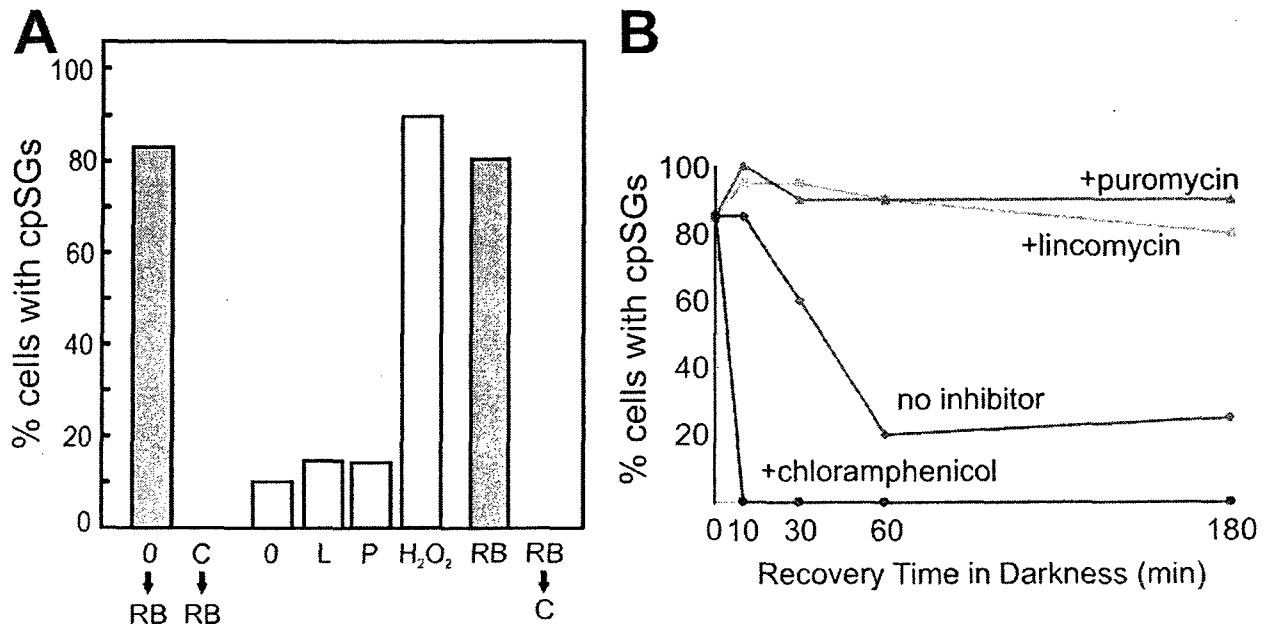 A
% cells with cpSGs
100
80
60
40
20
0
0 C 0 L P H₂O₂ RB RB
RB RB C
B
% cells with cpSGs
100
80
60
40
20
+puromycin
+lincomycin
no inhibitor
+chloramphenicol
0 10 30 60 180
Recovery Time in Darkness (min)